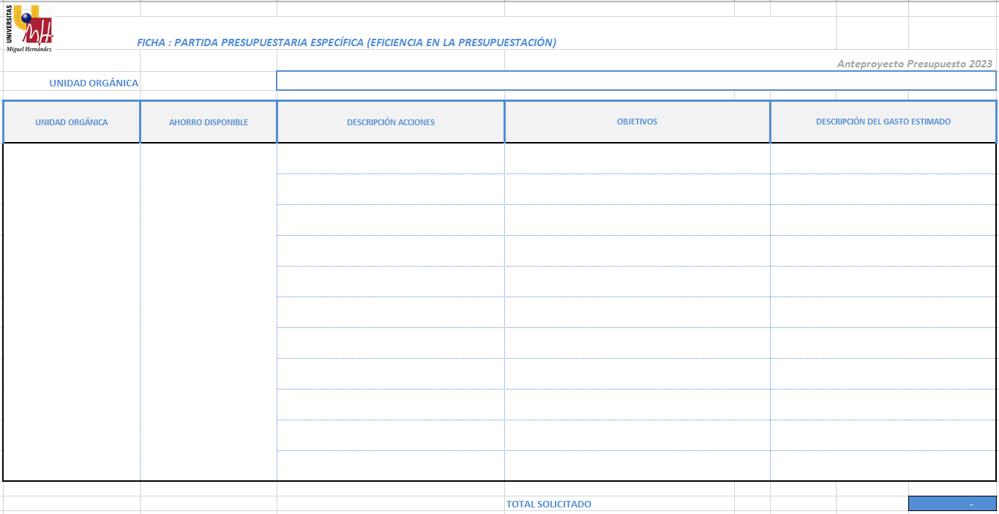 UNIVERSITAS
Miguel Hernández
FICHA : PARTIDA PRESUPUESTARIA ESPECÍFICA (EFICIENCIA EN LA PRESUPUESTACIÓN)
Anteproyecto Presupuesto 2023
UNIDAD ORGÁNICA
UNIDAD ORGÁNICA AHORRO DISPONIBLE DESCRIPCIÓN ACCIONES OBJETIVOS DESCRIPCIÓN DEL GASTO ESTIMADO
TOTAL SOLICITADO -